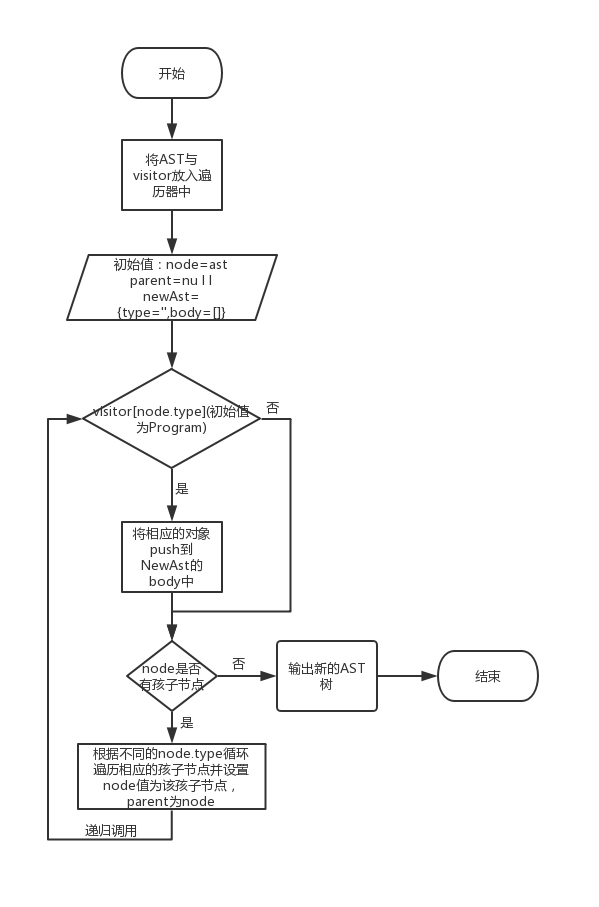 开始
将AST与
visitor放入遍
历器中
初始值：node=ast
parent=nu l l
newAst=
{type='',body=[]}
visitor[node.type](初始值
为Program)
否
是
将相应的对象
push到
NewAst的
body中
node是否
有孩子节点
否
输出新的AST
树
结束
是
根据不同的node.type循环
遍历相应的孩子节点并设置
node值为该孩子节点，
parent为node
递归调用